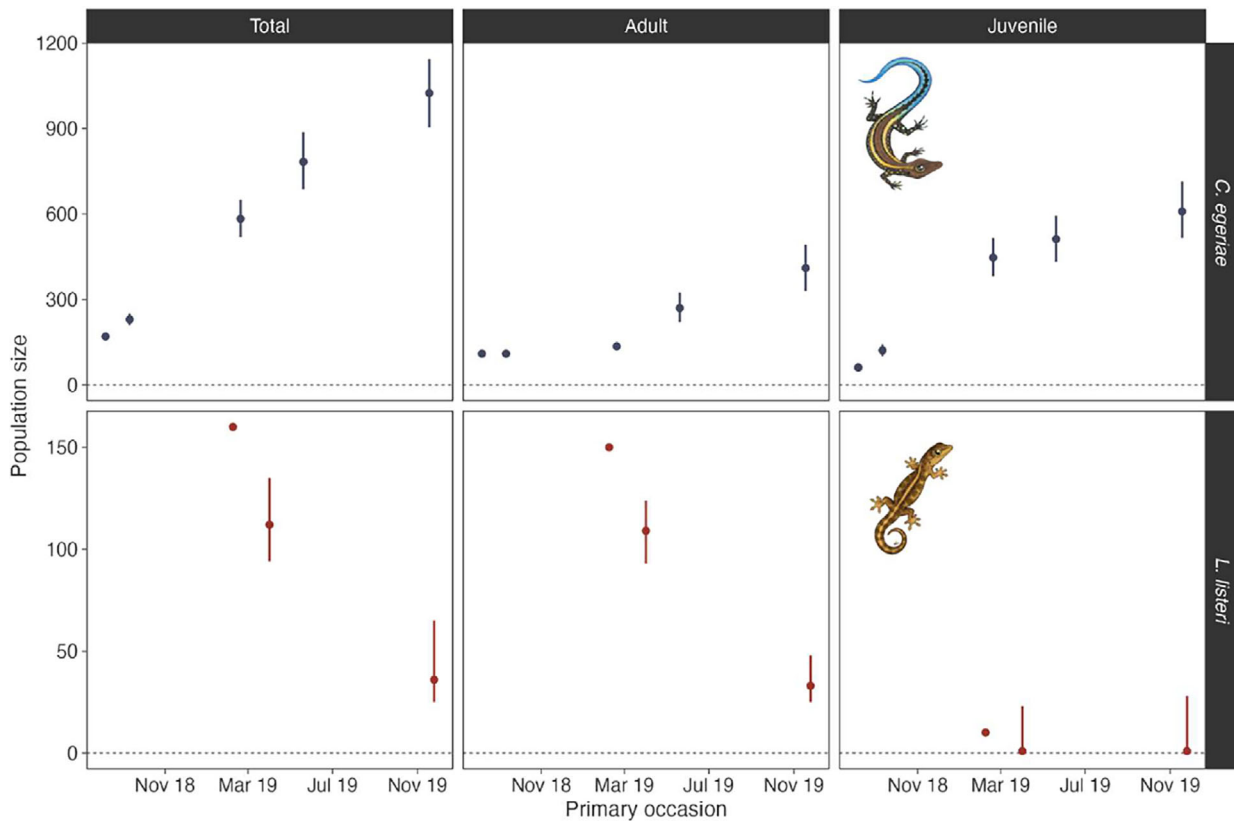 Total
Adult
Juvenile
1200
900
600
300
0
C. egeriae
Population size
150
100
50
0
L. listeri
Nov 18 Mar 19 Jul 19 Nov 19
Nov 18 Mar 19 Jul 19 Nov 19
Nov 18 Mar 19 Jul 19 Nov 19
Primary occasion